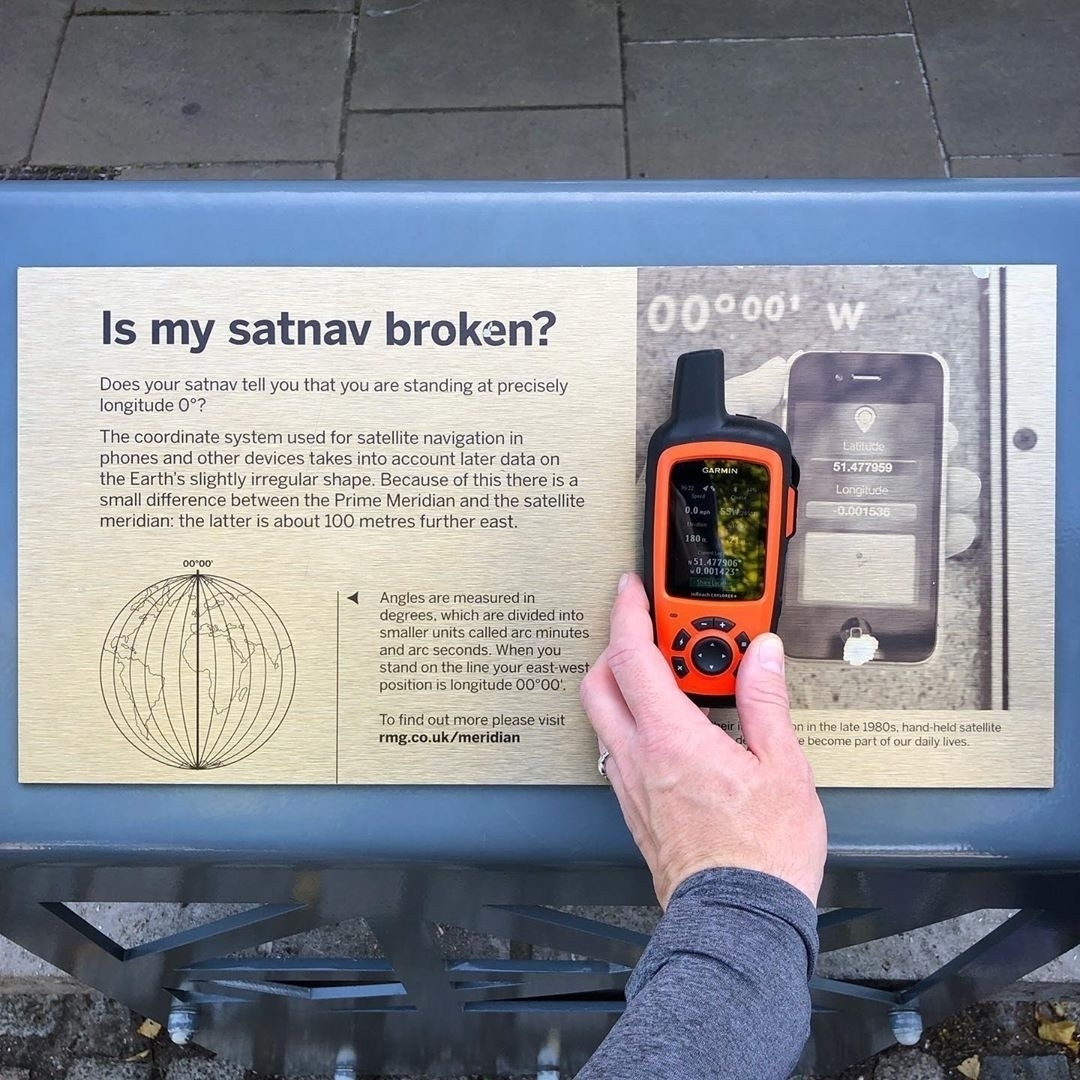 Is my satnav broken?
Does your satnav tell you that you are standing at precisely
longitude 0°?
The coordinate system used for satellite navigation in
phones and other devices takes into account later data on
the Earth's slightly irregular shape. Because of this there is a
small difference between the Prime Meridian and the satellite
meridian: the latter is about 100 metres further east.
00°00'
Angles are measured in
degrees, which are divided into
smaller units called arc minutes
and arc seconds. When you
stand on the line your east-west
position is longitude 00°00'.
To find out more please visit
rmg.co.uk/meridian
00°00' W
Latitude
51.477959
Longitude
-0.001536
GARMIN
Speed
0.0 mph
SSW
Elevation
180 ft
N 51.477906°
W 0.001423°
inReach EXPLORER+
in the late 1980s, hand-held satellite
become part of our daily lives.